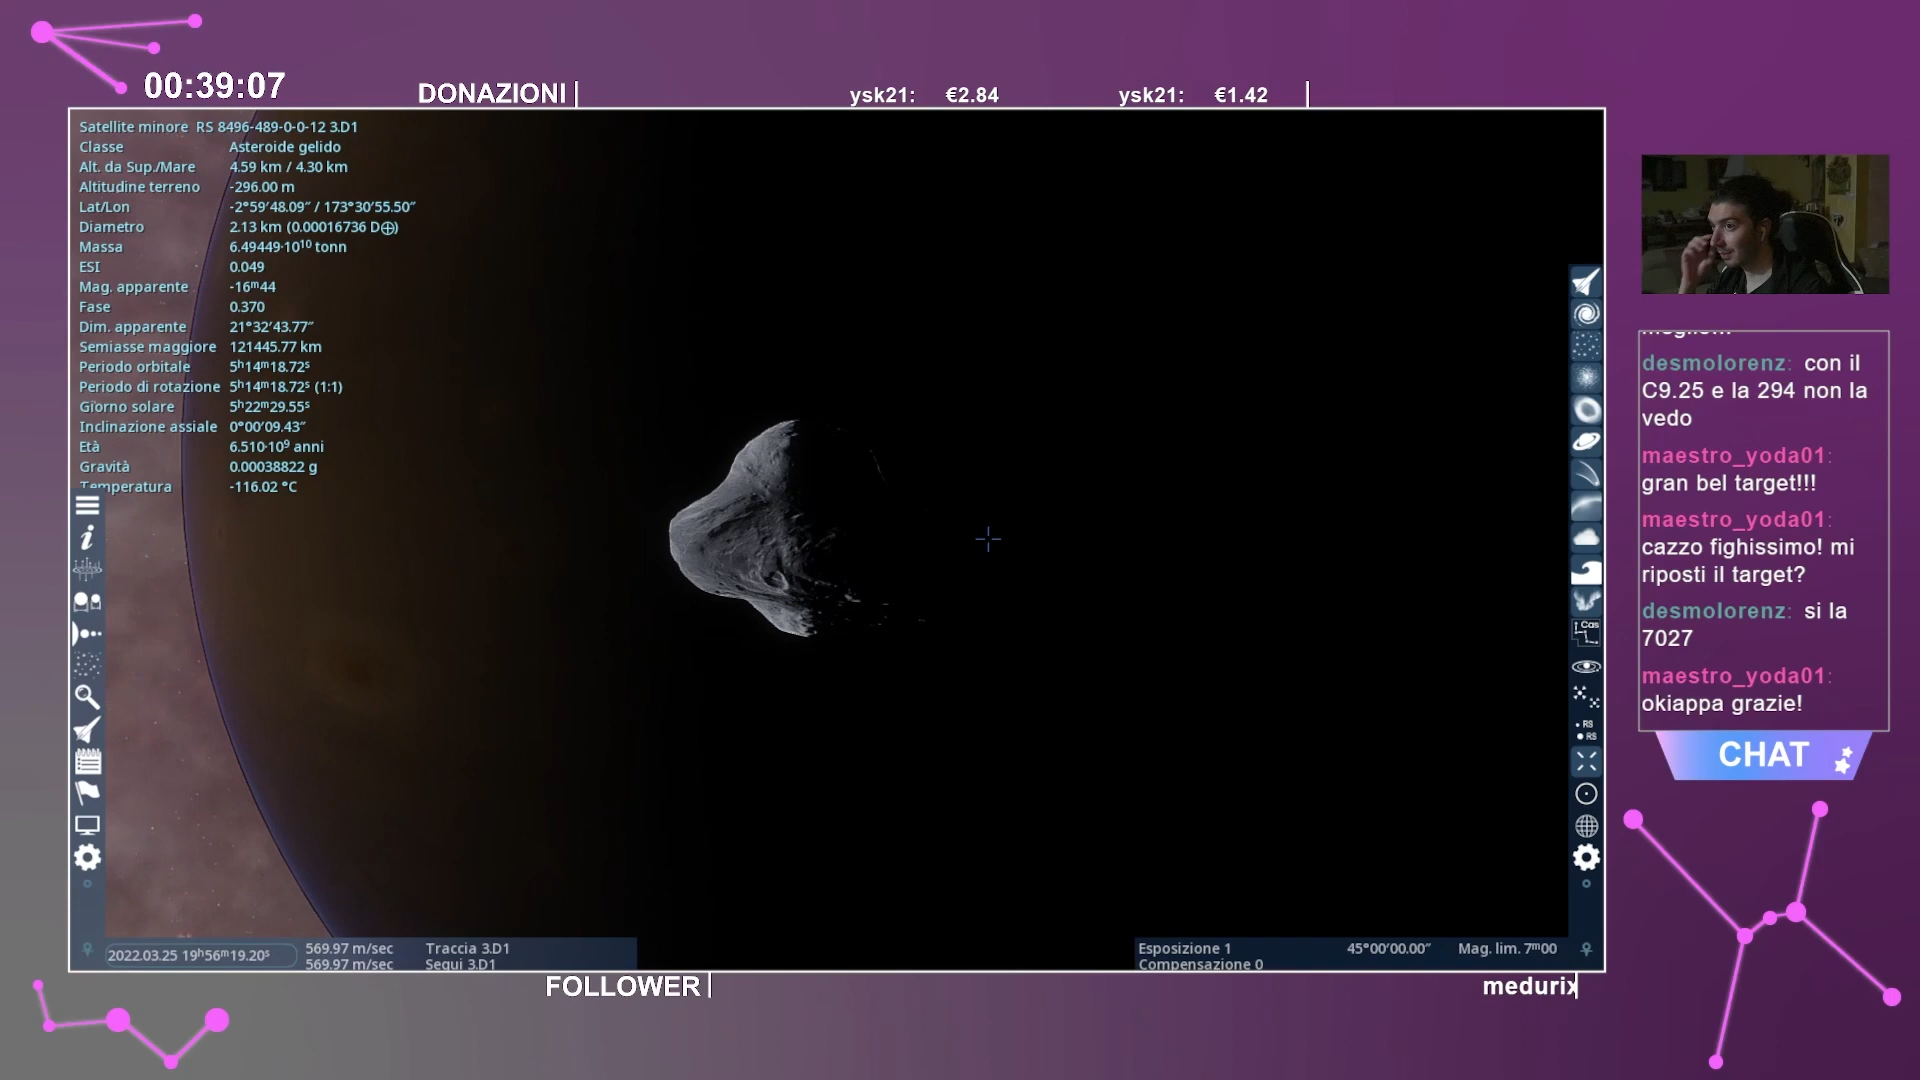 00:39:07
DONAZIONI
ysk21: €2.84 ysk21: €1.42
Satellite minore RS 8496-489-0-0-12 3.D1
Classe Asteroide gelido
Alt. da Sup./Mare 4.59 km / 4.30 km
Altitudine terreno -296.00 m
Lat/Lon -2°59′48.09″ / 173°30′55.50″
Diametro 2.13 km (0.00016736 D⊕)
Massa 6.49449·10¹⁰ tonn
ESI 0.049
Mag. apparente -16ᵐ44
Fase 0.370
Dim. apparente 21°32′43.77″
Semiasse maggiore 121445.77 km
Periodo orbitale 5ʰ14ᵐ18.72ˢ
Periodo di rotazione 5ʰ14ᵐ18.72ˢ (1:1)
Giorno solare 5ʰ22ᵐ29.55ˢ
Inclinazione assiale 0°00′09.43″
Età 6.510·10⁹ anni
Gravità 0.00038822 g
Temperatura -116.02 °C
Cas
RS
RS
2022.03.25 19ʰ56ᵐ19.20ˢ
569.97 m/sec Traccia 3.D1
569.97 m/sec Segui 3.D1
Esposizione 1 45°00′00.00″ Mag. lim. 7ᵐ00
Compensazione 0
FOLLOWER
medurix
desmolorenz: con il
C9.25 e la 294 non la
vedo
maestro_yoda01:
gran bel target!!!
maestro_yoda01:
cazzo fighissimo! mi
riposti il target?
desmolorenz: si la
7027
maestro_yoda01:
okiappa grazie!
CHAT